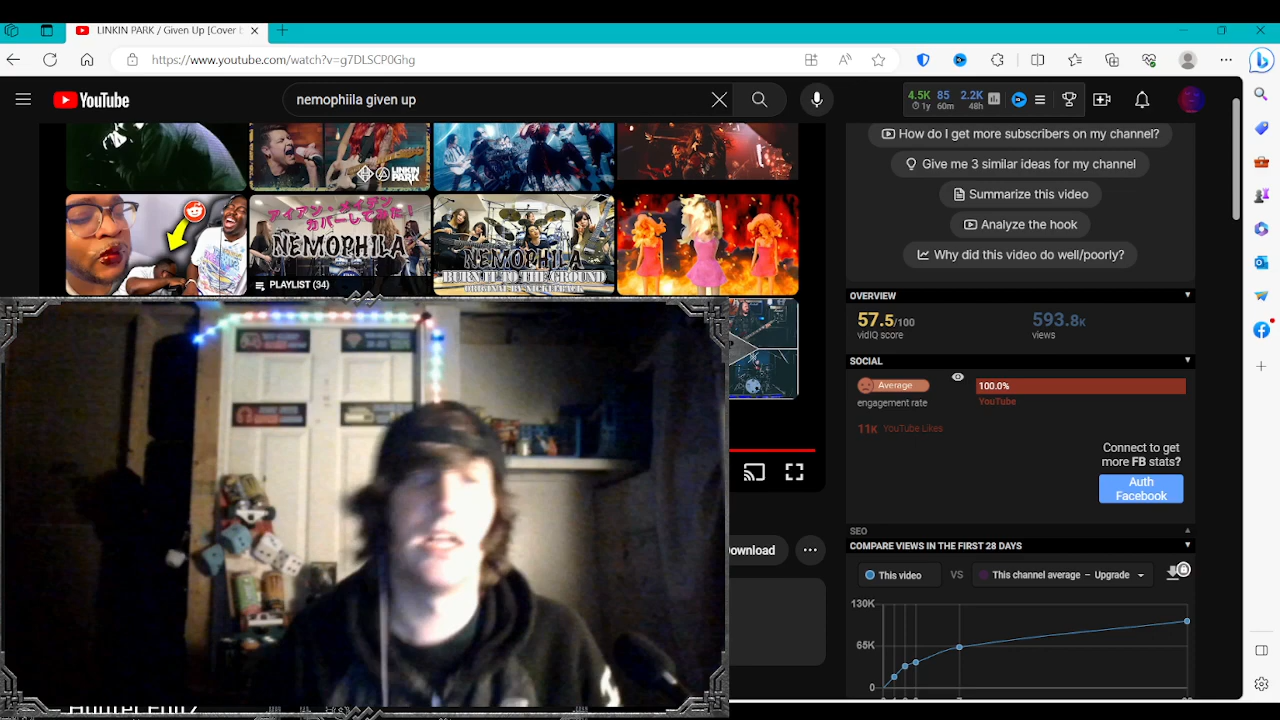 LINKIN PARK / Given Up [Cover
https://www.youtube.com/watch?v=g7DLSCP0Ghg
YouTube
nemophiila given up
4.5K 85 2.2K
1y 60m 48h
How do I get more subscribers on my channel?
Give me 3 similar ideas for my channel
Summarize this video
Analyze the hook
Why did this video do well/poorly?
LINKIN
PARK
アイアン・メイデン
カバーしてみた!
NEMOPHILA
PLAYLIST (34)
NEMOPHILA
BURN IT TO THE GROUND
ORIGINAL BY NICKELBACK
OVERVIEW
57.5/100
vidIQ score
593.8K
views
SOCIAL
Average
engagement rate
100.0%
YouTube
11K YouTube Likes
Connect to get
more FB stats?
Auth
Facebook
SEO
COMPARE VIEWS IN THE FIRST 28 DAYS
This video VS This channel average – Upgrade
130K
65K
0
ownload